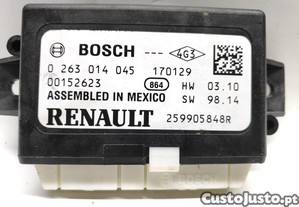 BOSCH --- 4G3
0 263 014 045 170129
00152623 864 HW 03.10
ASSEMBLED IN MEXICO SW 98.14
RENAULT 259905848R
BOSCH
CustoJusto.pt